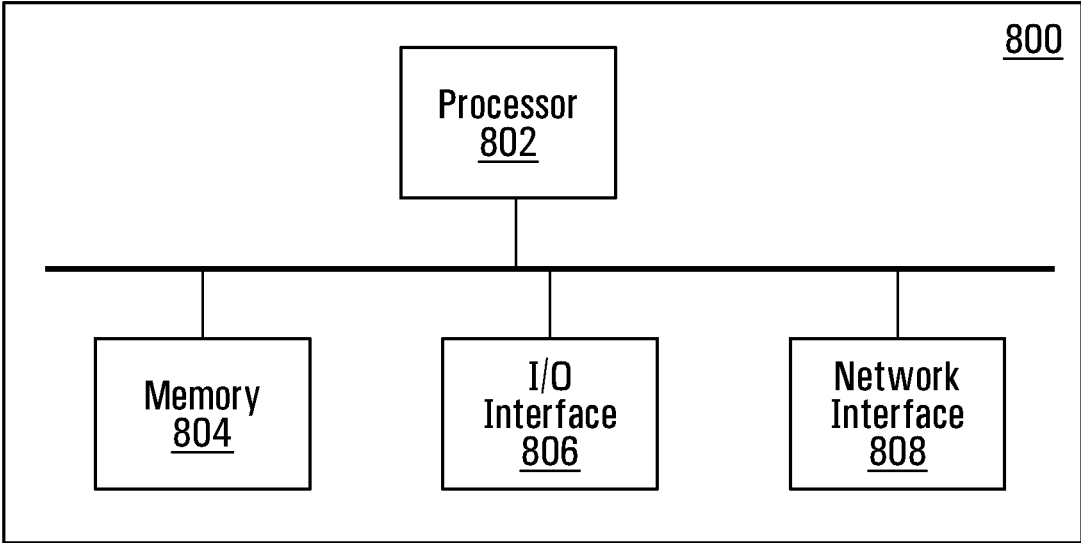 800
Processor
802
Memory
804
I/O
Interface
806
Network
Interface
808